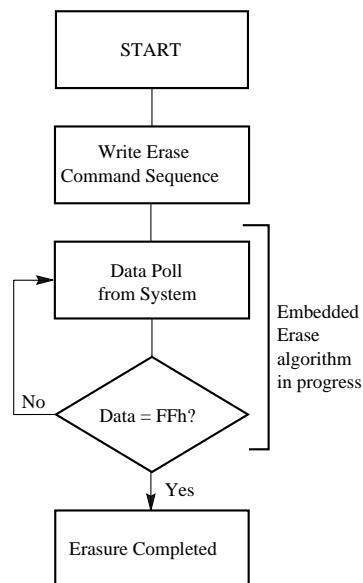 START
Write Erase
Command Sequence
Data Poll
from System
Embedded
Erase
algorithm
in progress
No
Data = FFh?
Yes
Erasure Completed